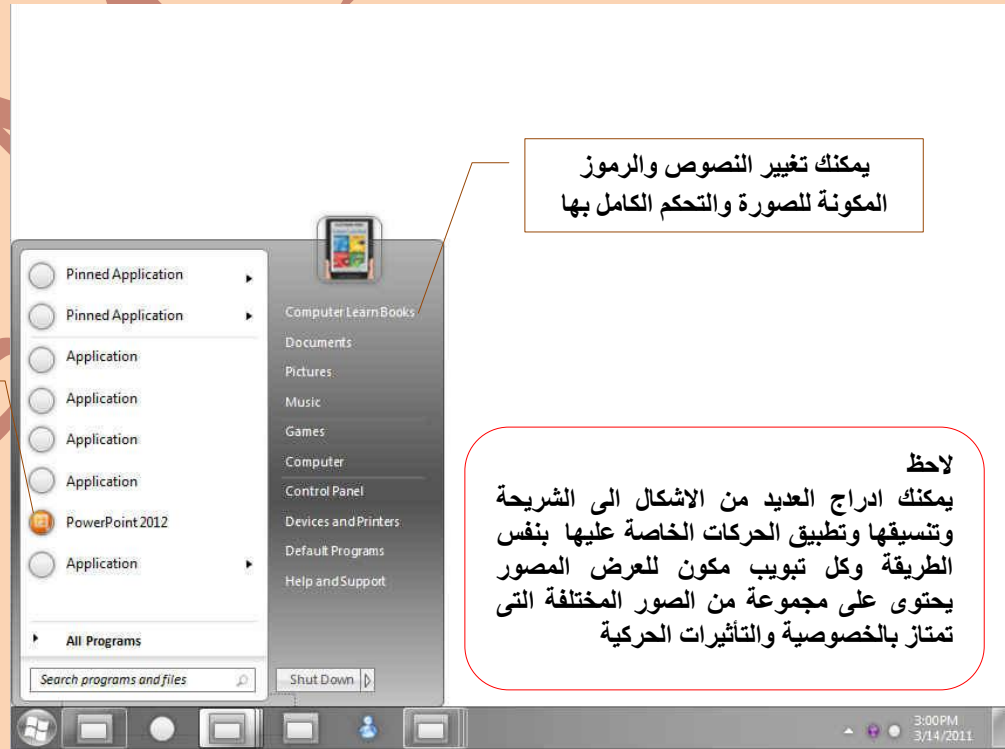 يمكنك تغيير النصوص والرموز
المكونة للصورة والتحكم الكامل بها
Pinned Application
Pinned Application
Application
Application
Application
Application
PowerPoint 2012
Application
All Programs
Search programs and files
Computer Learn Books
Documents
Pictures
Music
Games
Computer
Control Panel
Devices and Printers
Default Programs
Help and Support
Shut Down
لاحظ
يمكنك ادراج العديد من الاشكال الى الشريحة
وتنسيقها وتطبيق الحركات الخاصة عليها بنفس
الطريقة وكل تبويب مكون للعرض المصور
يحتوى على مجموعة من الصور المختلفة التى
تمتاز بالخصوصية والتأثيرات الحركية
3:00PM
3/14/2011